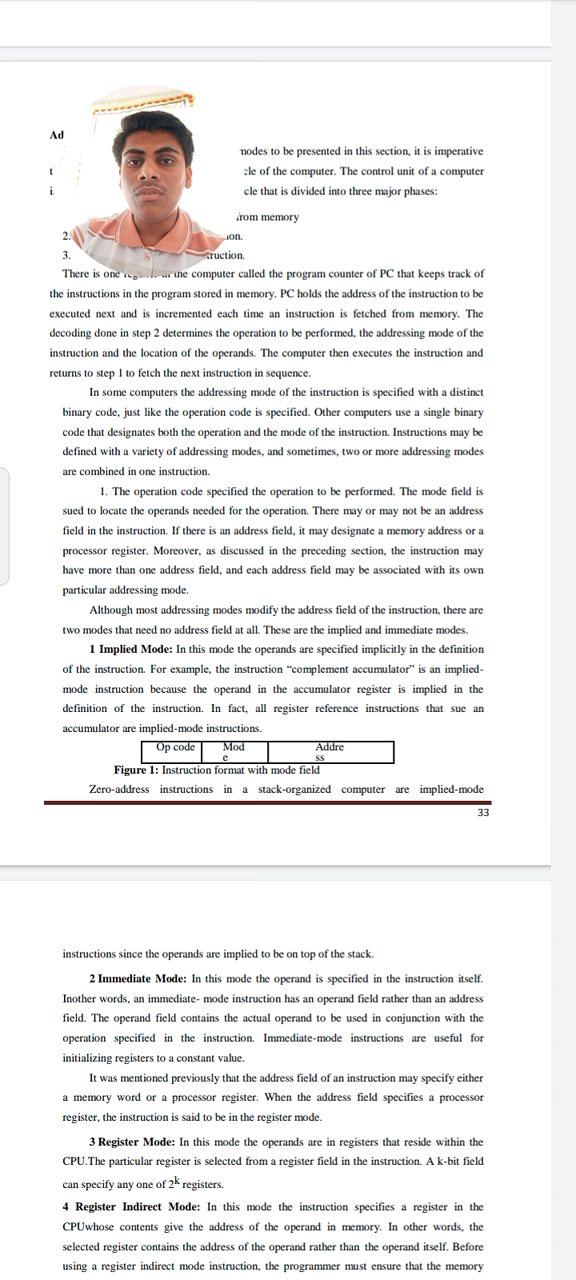 Ad
modes to be presented in this section, it is imperative
t cle of the computer. The control unit of a computer
i cle that is divided into three major phases:
from memory
2. ion.
3. truction.
There is one in the computer called the program counter of PC that keeps track of
the instructions in the program stored in memory. PC holds the address of the instruction to be
executed next and is incremented each time an instruction is fetched from memory. The
decoding done in step 2 determines the operation to be performed, the addressing mode of the
instruction and the location of the operands. The computer then executes the instruction and
returns to step 1 to fetch the next instruction in sequence.
In some computers the addressing mode of the instruction is specified with a distinct
binary code, just like the operation code is specified. Other computers use a single binary
code that designates both the operation and the mode of the instruction. Instructions may be
defined with a variety of addressing modes, and sometimes, two or more addressing modes
are combined in one instruction.
1. The operation code specified the operation to be performed. The mode field is
sued to locate the operands needed for the operation. There may or may not be an address
field in the instruction. If there is an address field, it may designate a memory address or a
processor register. Moreover, as discussed in the preceding section, the instruction may
have more than one address field, and each address field may be associated with its own
particular addressing mode.
Although most addressing modes modify the address field of the instruction, there are
two modes that need no address field at all. These are the implied and immediate modes.
1 Implied Mode: In this mode the operands are specified implicitly in the definition
of the instruction. For example, the instruction “complement accumulator” is an implied-
mode instruction because the operand in the accumulator register is implied in the
definition of the instruction. In fact, all register reference instructions that sue an
accumulator are implied-mode instructions.
Op code Mod Addre
e ss
Figure 1: Instruction format with mode field
Zero-address instructions in a stack-organized computer are implied-mode
33
instructions since the operands are implied to be on top of the stack.
2 Immediate Mode: In this mode the operand is specified in the instruction itself.
Inother words, an immediate- mode instruction has an operand field rather than an address
field. The operand field contains the actual operand to be used in conjunction with the
operation specified in the instruction. Immediate-mode instructions are useful for
initializing registers to a constant value.
It was mentioned previously that the address field of an instruction may specify either
a memory word or a processor register. When the address field specifies a processor
register, the instruction is said to be in the register mode.
3 Register Mode: In this mode the operands are in registers that reside within the
CPU.The particular register is selected from a register field in the instruction. A k-bit field
can specify any one of 2ᵏ registers.
4 Register Indirect Mode: In this mode the instruction specifies a register in the
CPUwhose contents give the address of the operand in memory. In other words, the
selected register contains the address of the operand rather than the operand itself. Before
using a register indirect mode instruction, the programmer must ensure that the memory